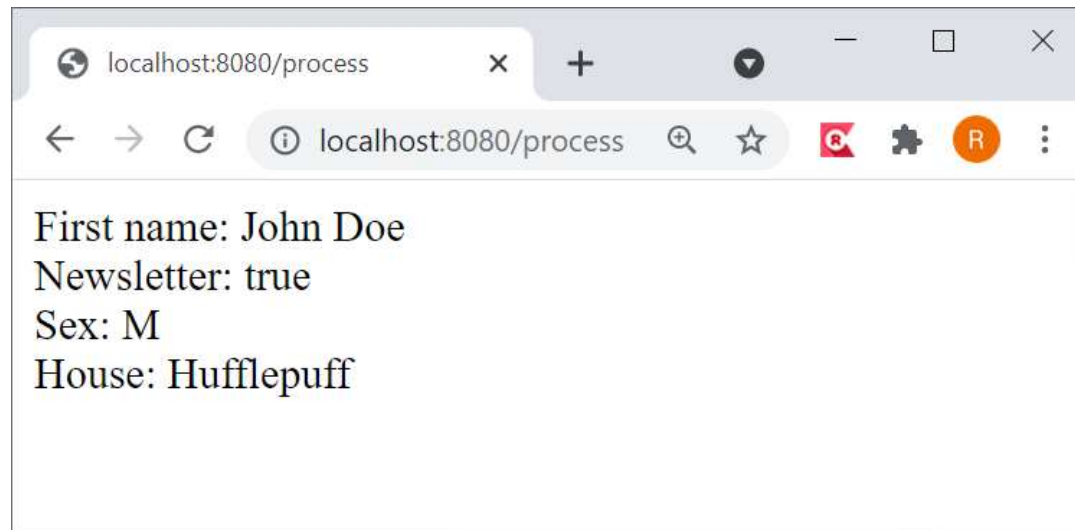 localhost:8080/process
localhost:8080/process
R
R
First name: John Doe
Newsletter: true
Sex: M
House: Hufflepuff